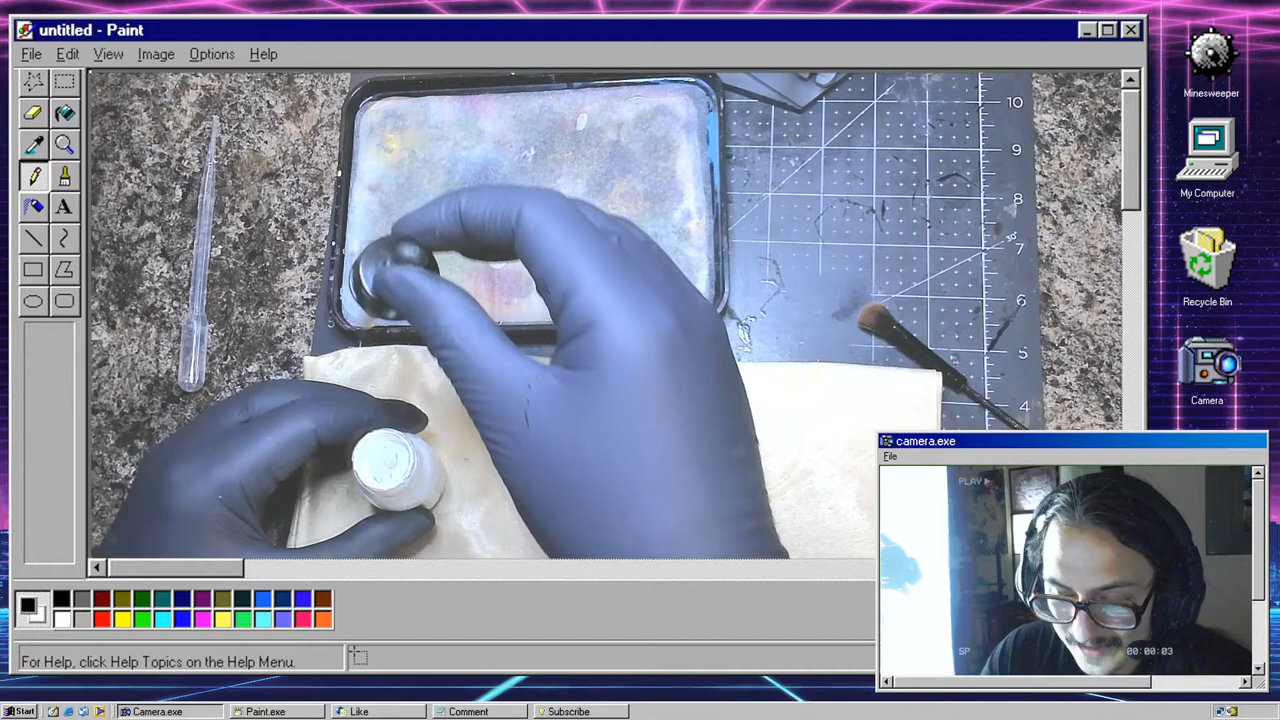 untitled - Paint
File Edit View Image Options Help
10
9
8
7
6
5
4
Minesweeper
My Computer
Recycle Bin
Camera
camera.exe
File
PLAY
SP
00:00:03
For Help, click Help Topics on the Help Menu.
Start
Camera.exe
Paint.exe
Like
Comment
Subscribe